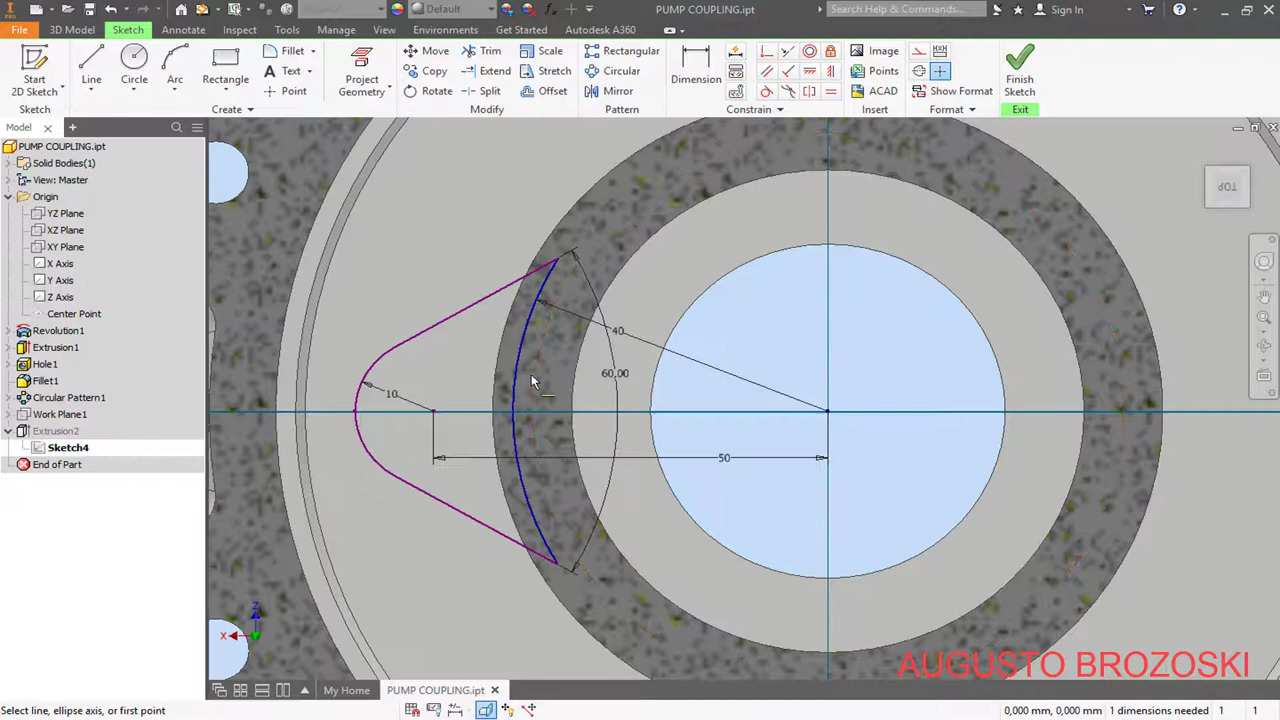 Default
PUMP COUPLING.ipt
Search Help & Commands...
Sign In
PRO
File
3D Model
Sketch
Annotate
Inspect
Tools
Manage
View
Environments
Get Started
Autodesk A360
Start
2D Sketch
Line
Circle
Arc
Rectangle
Fillet
Text
Point
Project
Geometry
Move
Copy
Rotate
Trim
Extend
Split
Scale
Stretch
Offset
Rectangular
Circular
Mirror
Dimension
Image
Points
ACAD
Show Format
Finish
Sketch
Sketch
Create
Modify
Pattern
Constrain
Insert
Format
Exit
Model
PUMP COUPLING.ipt
Solid Bodies(1)
View: Master
Origin
YZ Plane
XZ Plane
XY Plane
X Axis
Y Axis
Z Axis
Center Point
Revolution1
Extrusion1
Hole1
Fillet1
Circular Pattern1
Work Plane1
Extrusion2
Sketch4
End of Part
TOP
40
60,00
10
50
Z
X
AUGUSTO BROZOSKI
My Home
PUMP COUPLING.ipt
Select line, ellipse axis, or first point
0,000 mm, 0,000 mm
1 dimensions needed
1
1